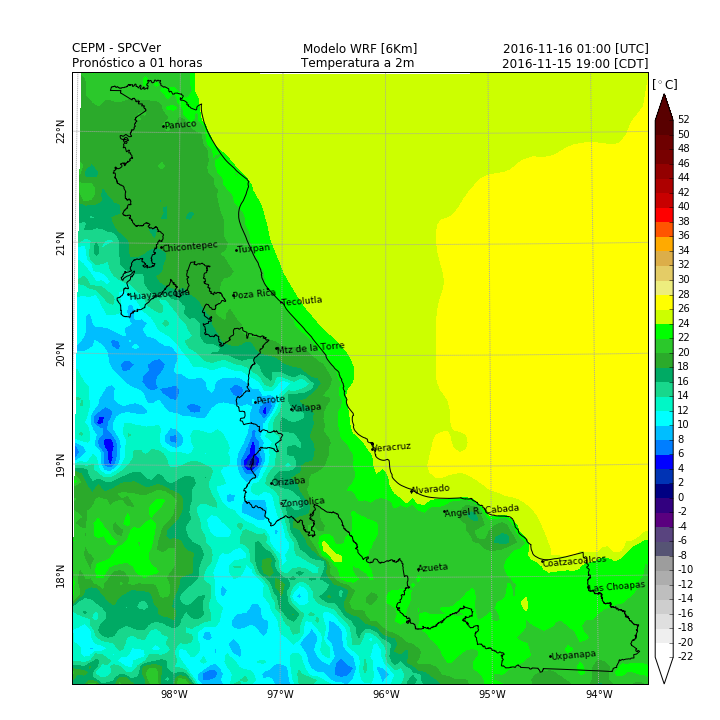 CEPM - SPCVer Modelo WRF [6Km] 2016-11-16 01:00 [UTC]
Pronóstico a 01 horas Temperatura a 2m 2016-11-15 19:00 [CDT]
[°C]
52
50
48
46
44
42
40
38
36
34
32
30
28
26
24
22
20
18
16
14
12
10
8
6
4
2
0
-2
-4
-6
-8
-10
-12
-14
-16
-18
-20
-22
22°N
21°N
20°N
19°N
18°N
Panuco
Chicontepec
Tuxpan
Huayacocotla
Poza Rica
Tecolutla
Mtz de la Torre
Perote
Xalapa
Veracruz
Orizaba
Alvarado
Zongolica
Angel R. Cabada
Azueta
Coatzacoalcos
Las Choapas
Uxpanapa
98°W 97°W 96°W 95°W 94°W